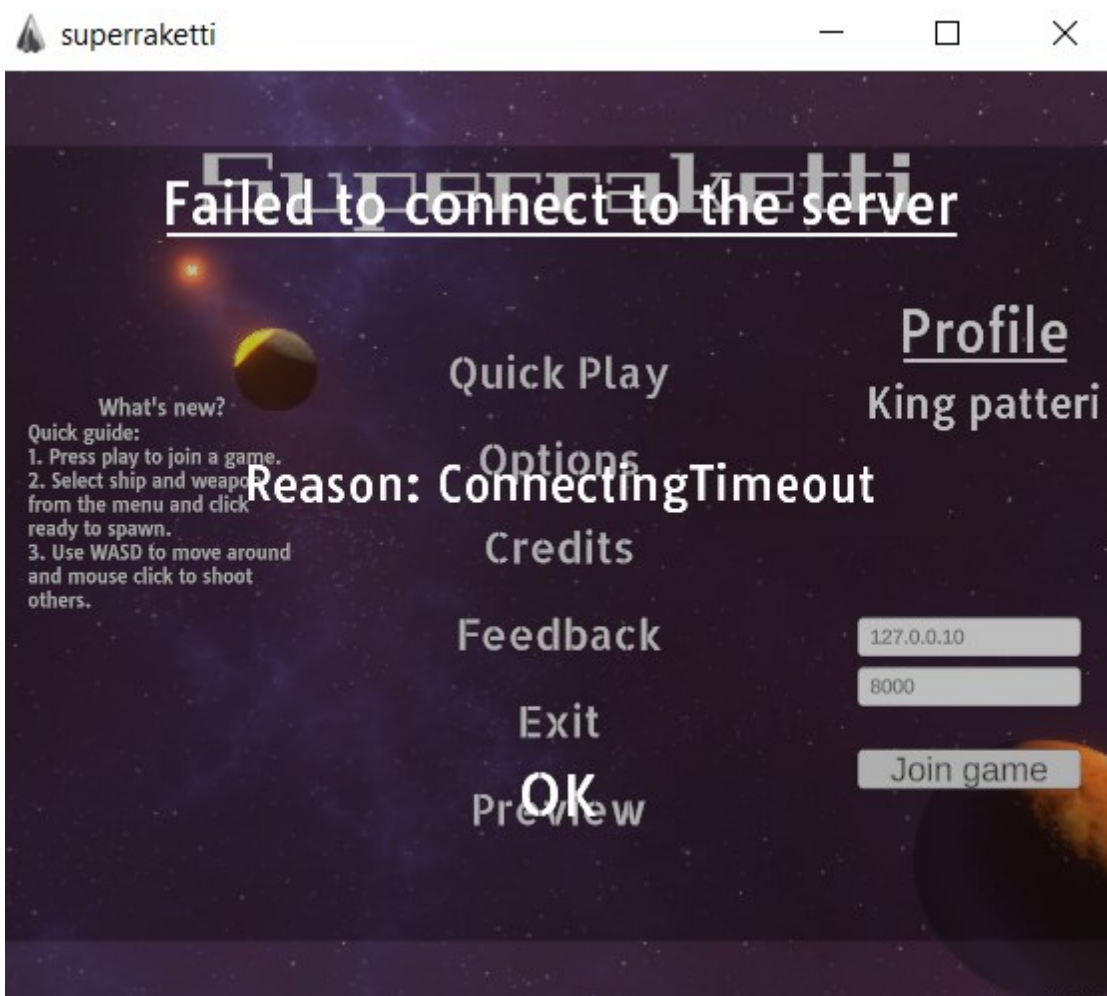 superraketti
Superraketti
Failed to connect to the server
Profile
King patteri
Quick Play
What's new?
Quick guide:
1. Press play to join a game.
2. Select ship and weapon
from the menu and click
ready to spawn.
3. Use WASD to move around
and mouse click to shoot
others.
Options
Reason: ConnectingTimeout
Credits
Feedback
127.0.0.10
8000
Exit
Join game
OK
Preview